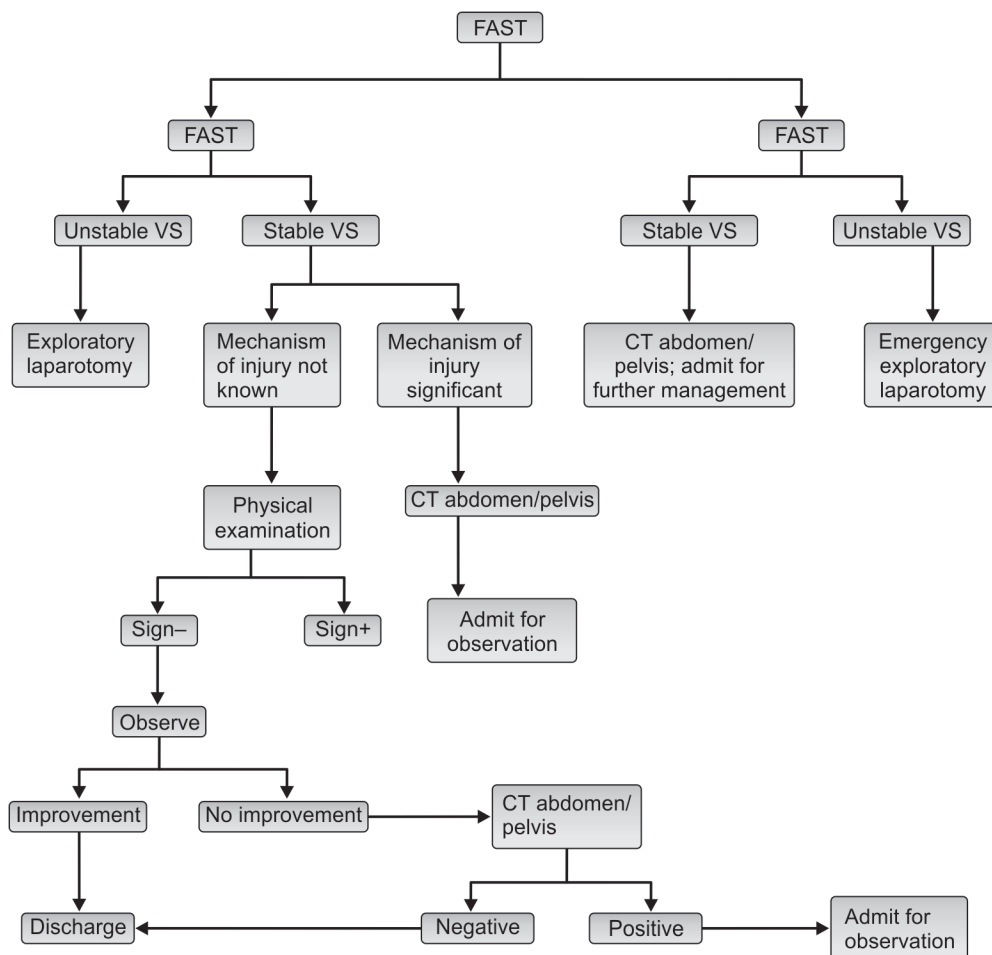 FAST
FAST
FAST
Unstable VS
Stable VS
Stable VS
Unstable VS
Exploratory
laparotomy
Mechanism
of injury not
known
Mechanism of
injury
significant
CT abdomen/
pelvis; admit for
further management
Emergency
exploratory
laparotomy
Physical
examination
CT abdomen/pelvis
Sign–
Sign+
Admit for
observation
Observe
Improvement
No improvement
CT abdomen/
pelvis
Discharge
Negative
Positive
Admit for
observation